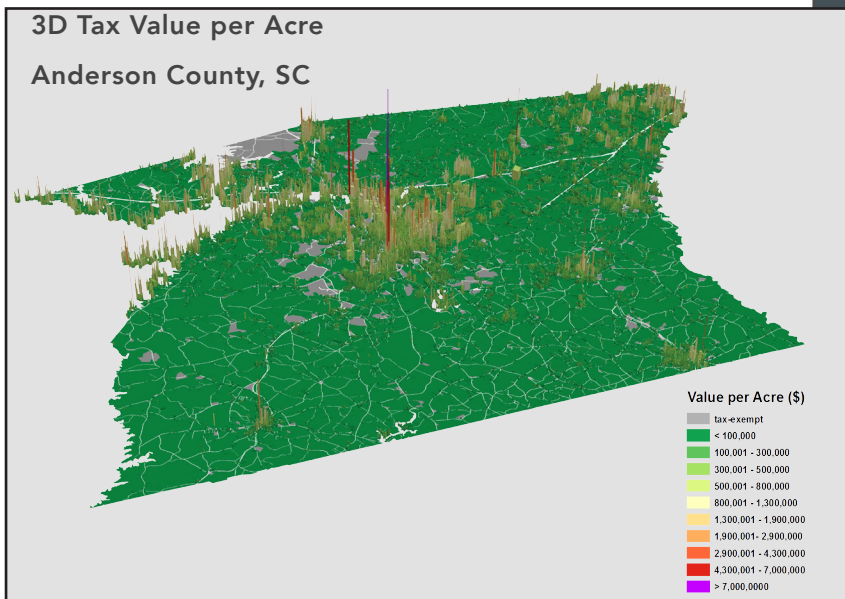 3D Tax Value per Acre
Anderson County, SC
Value per Acre ($)
tax-exempt
< 100,000
100,001 - 300,000
300,001 - 500,000
500,001 - 800,000
800,001 - 1,300,000
1,300,001 - 1,900,000
1,900,001- 2,900,000
2,900,001 - 4,300,000
4,300,001 - 7,000,000
> 7,000,0000